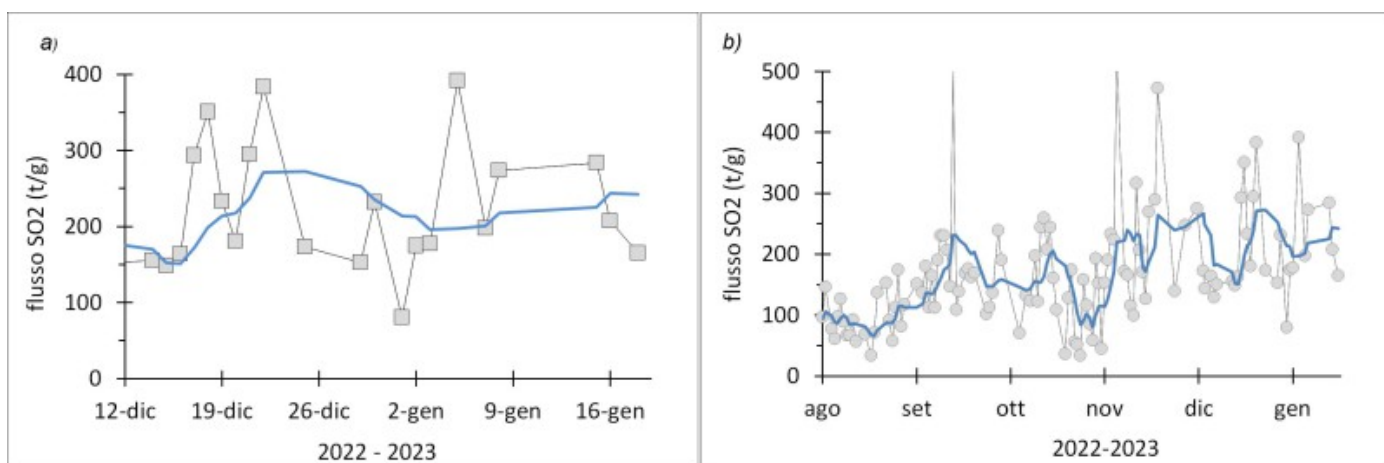 a)
flusso SO2 (t/g)
400
300
200
100
0
12-dic 19-dic 26-dic 2-gen 9-gen 16-gen
2022 - 2023
b)
flusso SO2 (t/g)
500
400
300
200
100
0
ago set ott nov dic gen
2022-2023